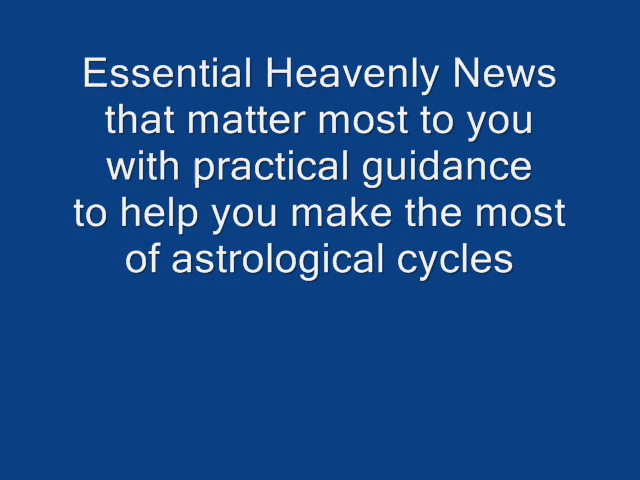 Essential Heavenly News
that matter most to you
with practical guidance
to help you make the most
of astrological cycles